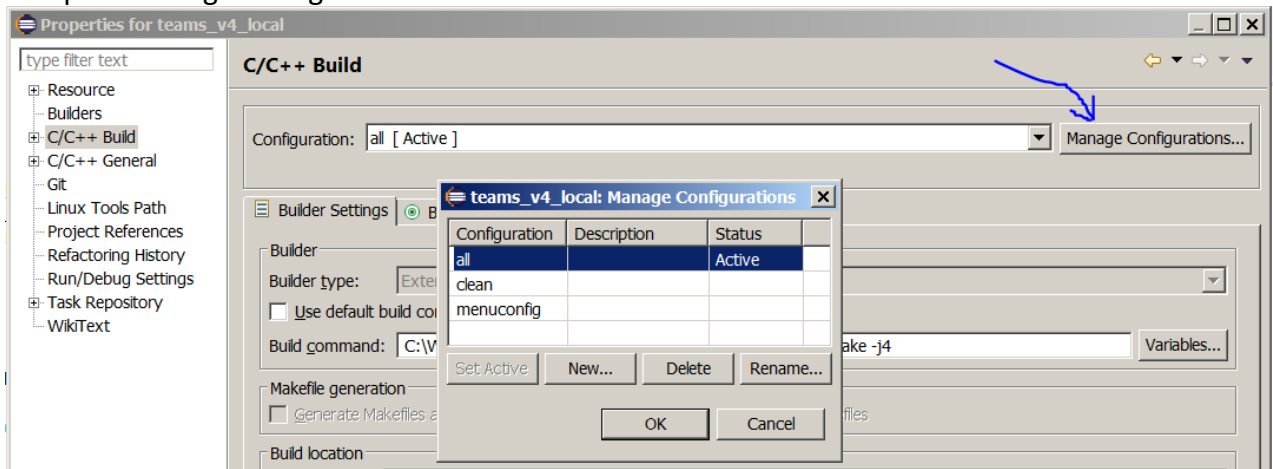 Properties for teams_v4_local
type filter text
C/C++ Build
Resource
Builders
C/C++ Build
C/C++ General
Git
Linux Tools Path
Project References
Refactoring History
Run/Debug Settings
Task Repository
WikiText
Configuration: all [ Active ]
Manage Configurations...
Builder Settings
Builder
Builder type:
Use default build
Build command:
ake -j4
Variables...
Makefile generation
Generate Makefiles
Build location
teams_v4_local: Manage Configurations
Configuration Description Status
all Active
clean
menuconfig
Set Active New... Delete Rename...
OK Cancel